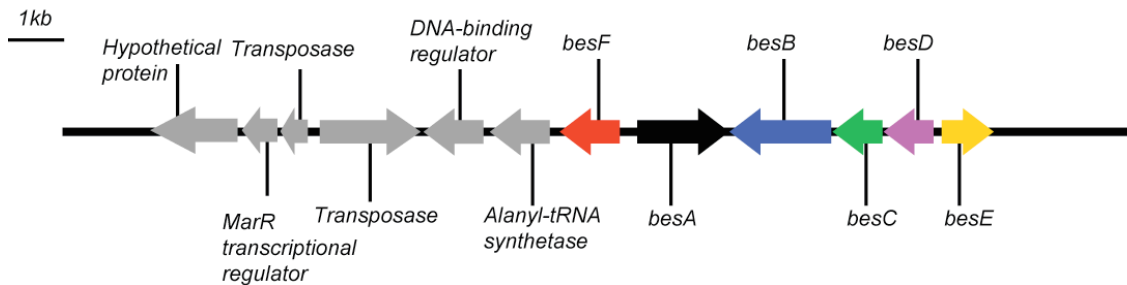 1kb
Hypothetical
protein
Transposase
DNA-binding
regulator
besF
besB
besD
MarR
transcriptional
regulator
Transposase
Alanyl-tRNA
synthetase
besA
besC
besE